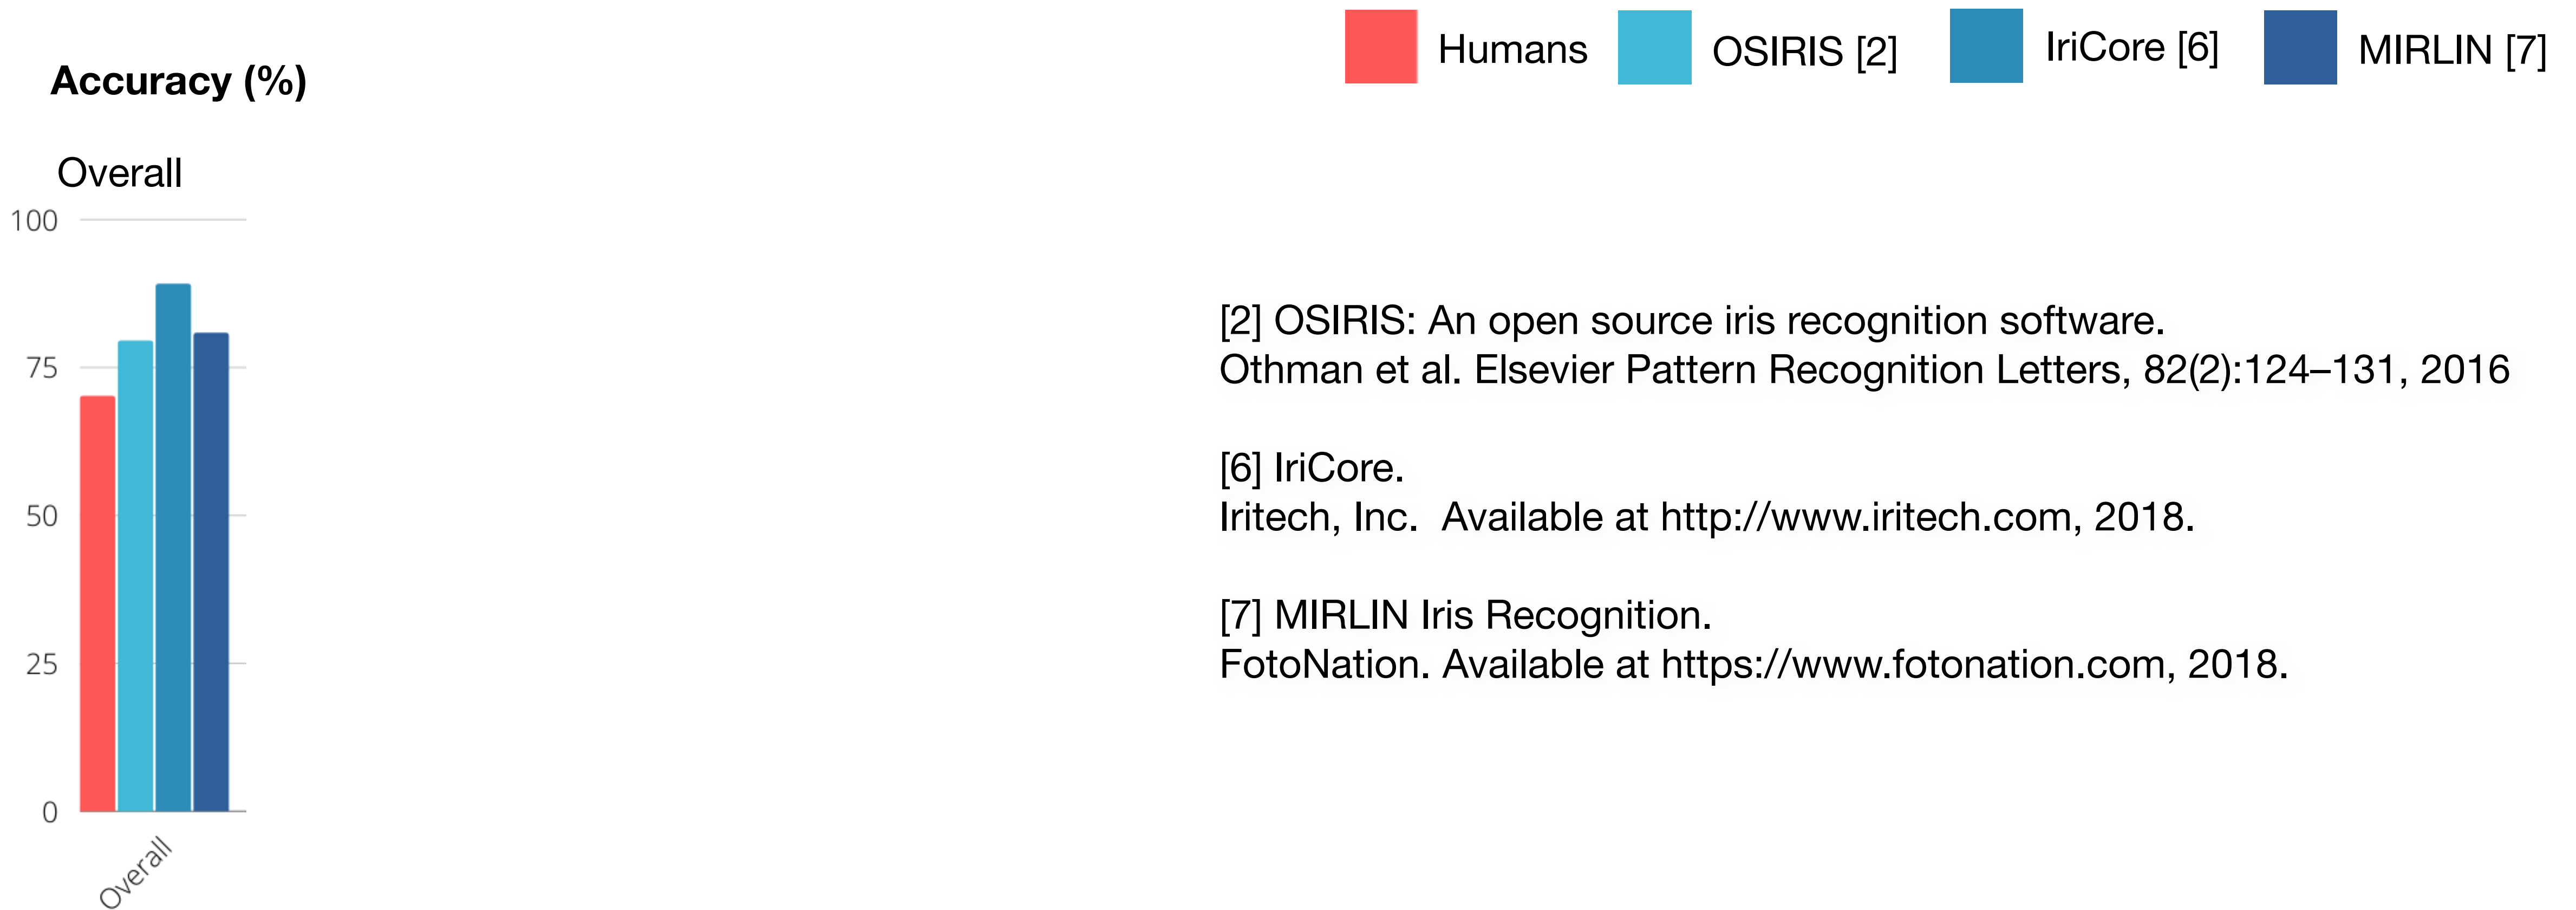 Humans
OSIRIS [2]
IriCore [6]
MIRLIN [7]
Accuracy (%)
Overall
100
75
50
25
0
Overall
[2] OSIRIS: An open source iris recognition software.
Othman et al. Elsevier Pattern Recognition Letters, 82(2):124–131, 2016
[6] IriCore.
Iritech, Inc.  Available at http://www.iritech.com, 2018.
[7] MIRLIN Iris Recognition.
FotoNation. Available at https://www.fotonation.com, 2018.